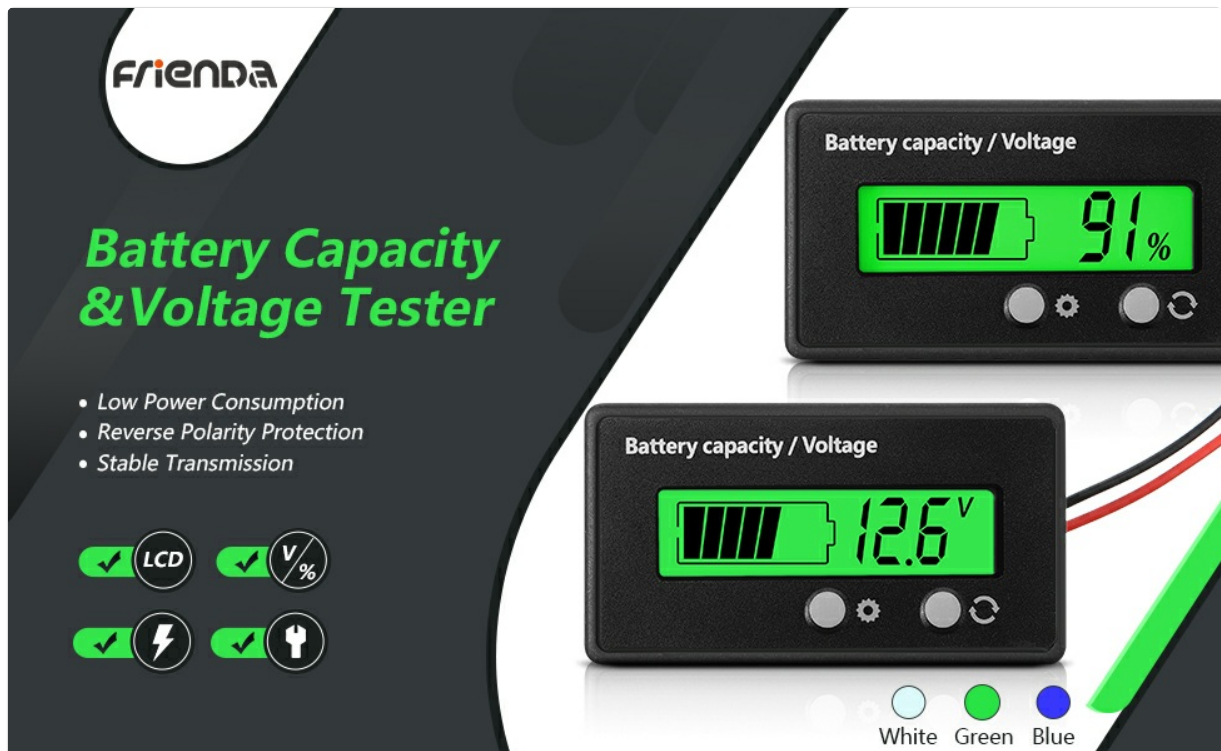 Frienda
Battery Capacity
&Voltage Tester
• Low Power Consumption
• Reverse Polarity Protection
• Stable Transmission
LCD
V/%
Battery capacity / Voltage
91%
Battery capacity / Voltage
12.6V
White Green Blue